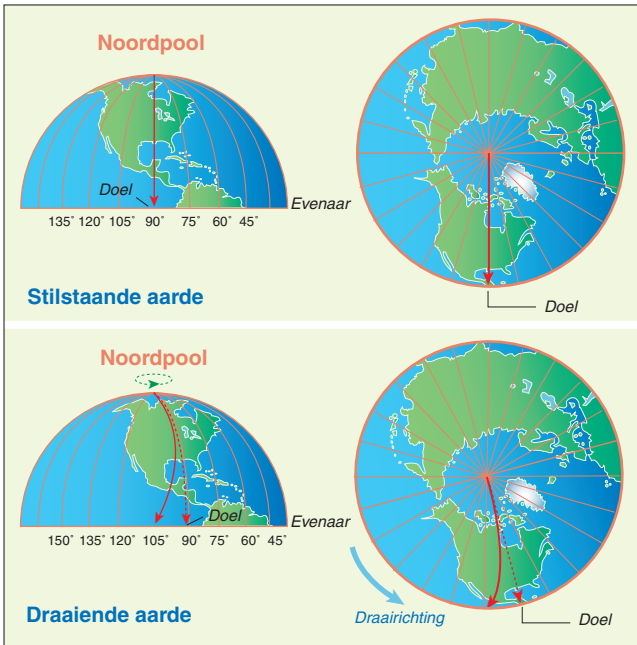 Noordpool
Doel
Evenaar
135° 120° 105° 90° 75° 60° 45°
Doel
Stilstaande aarde
Noordpool
Doel
Evenaar
150° 135° 120° 105° 90° 75° 60° 45°
Draairichting
Doel
Draaiende aarde